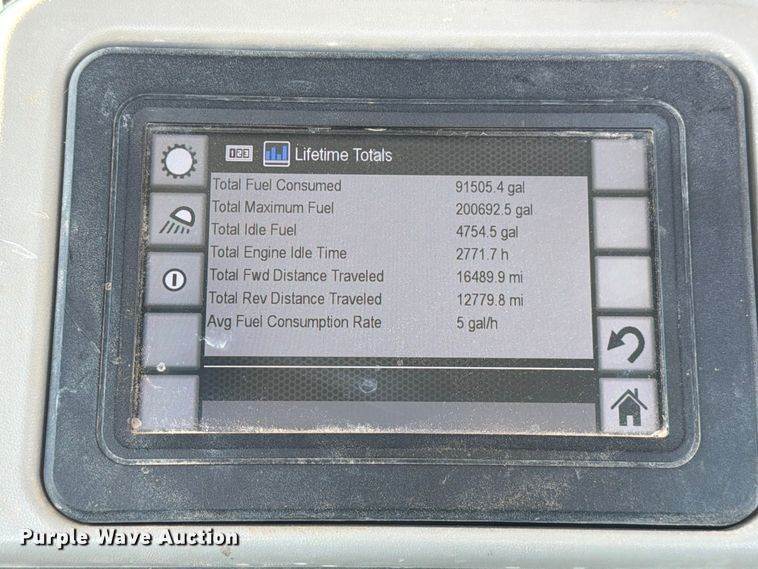 123 Lifetime Totals
Total Fuel Consumed 91505.4 gal
Total Maximum Fuel 200692.5 gal
Total Idle Fuel 4754.5 gal
Total Engine Idle Time 2771.7 h
Total Fwd Distance Traveled 16489.9 mi
Total Rev Distance Traveled 12779.8 mi
Avg Fuel Consumption Rate 5 gal/h
Purple Wave Auction